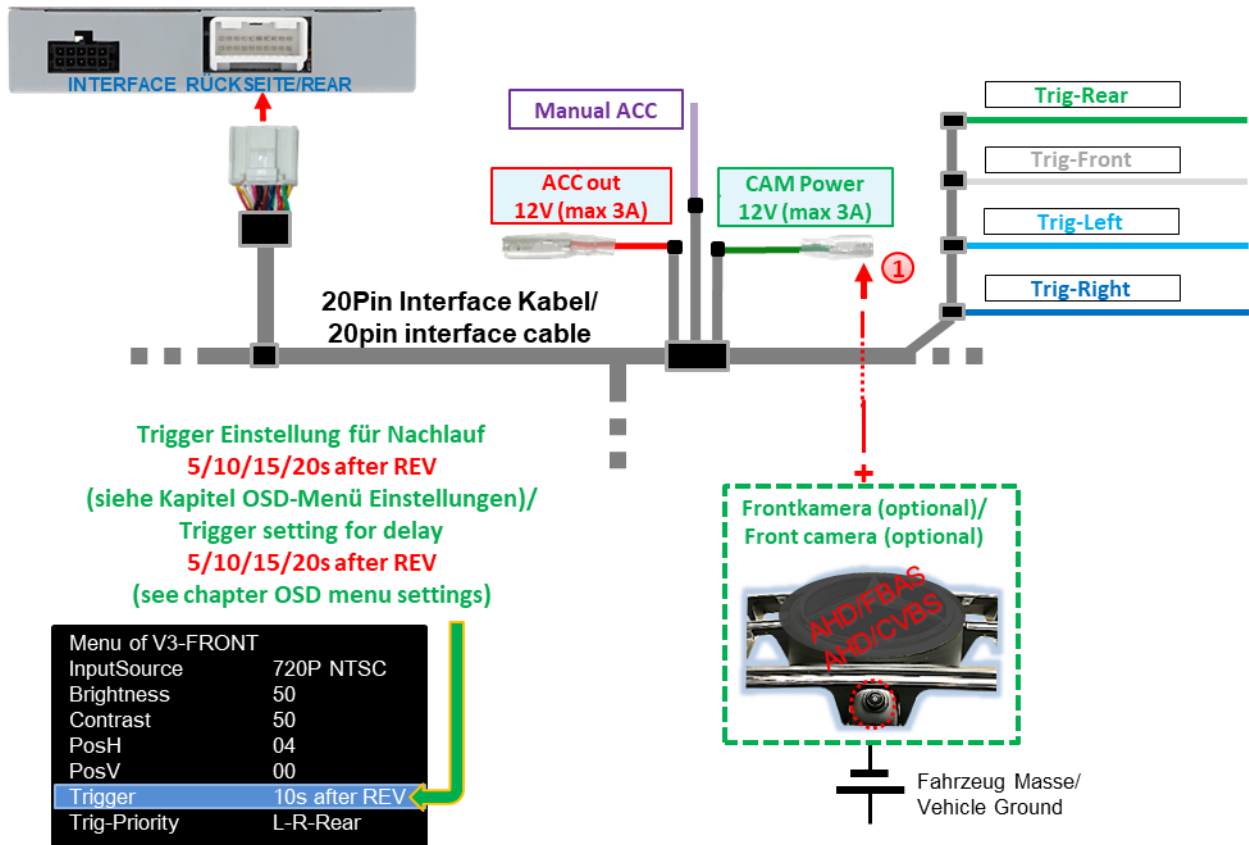 INTERFACE RÜCKSEITE/REAR
Manual ACC
ACC out
12V (max 3A)
CAM Power
12V (max 3A)
Trig-Rear
Trig-Front
Trig-Left
Trig-Right
1
20Pin Interface Kabel/
20pin interface cable
Trigger Einstellung für Nachlauf
5/10/15/20s after REV
(siehe Kapitel OSD-Menü Einstellungen)/
Trigger setting for delay
5/10/15/20s after REV
(see chapter OSD menu settings)
Menu of V3-FRONT
InputSource 720P NTSC
Brightness 50
Contrast 50
PosH 04
PosV 00
Trigger 10s after REV
Trig-Priority L-R-Rear
+
Frontkamera (optional)/
Front camera (optional)
AHD/FBAS
AHD/CVBS
Fahrzeug Masse/
Vehicle Ground